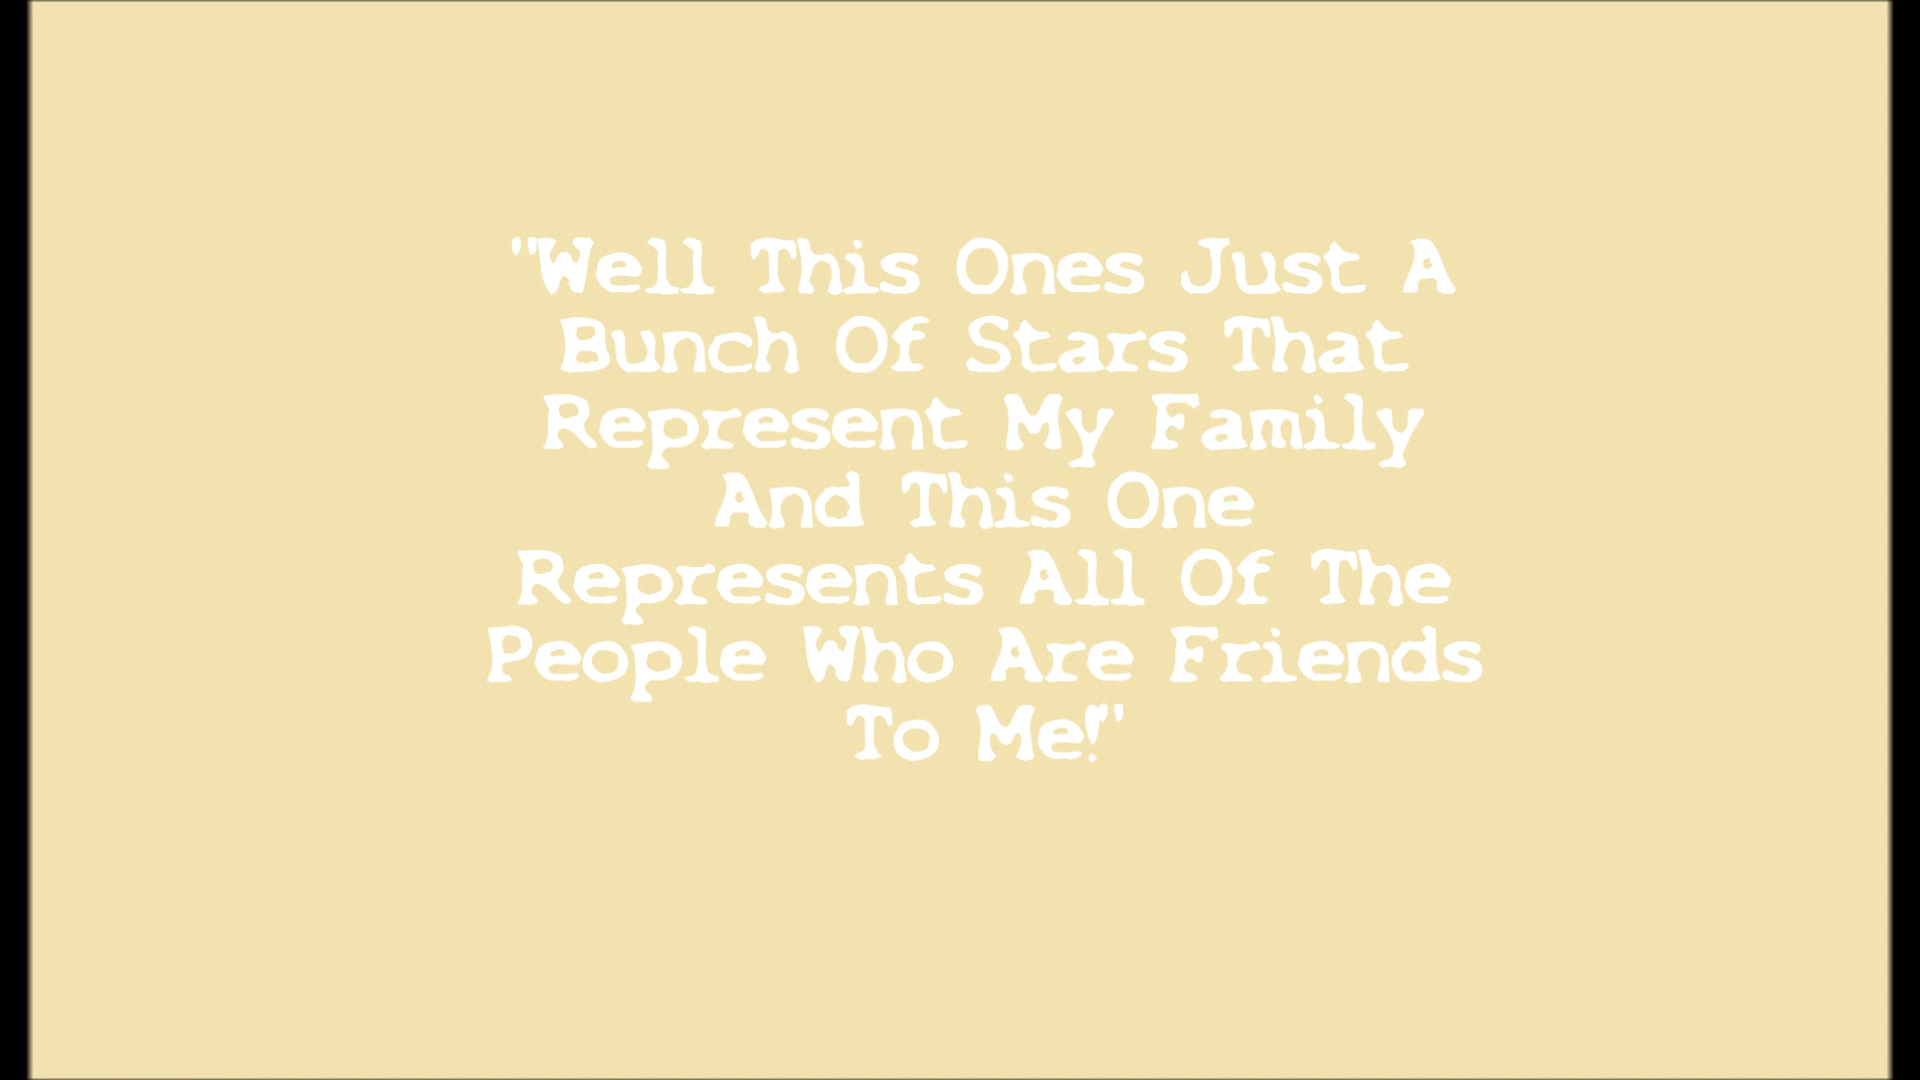 "Well This Ones Just A
Bunch Of Stars That
Represent My Family
And This One
Represents All Of The
People Who Are Friends
To Me!"